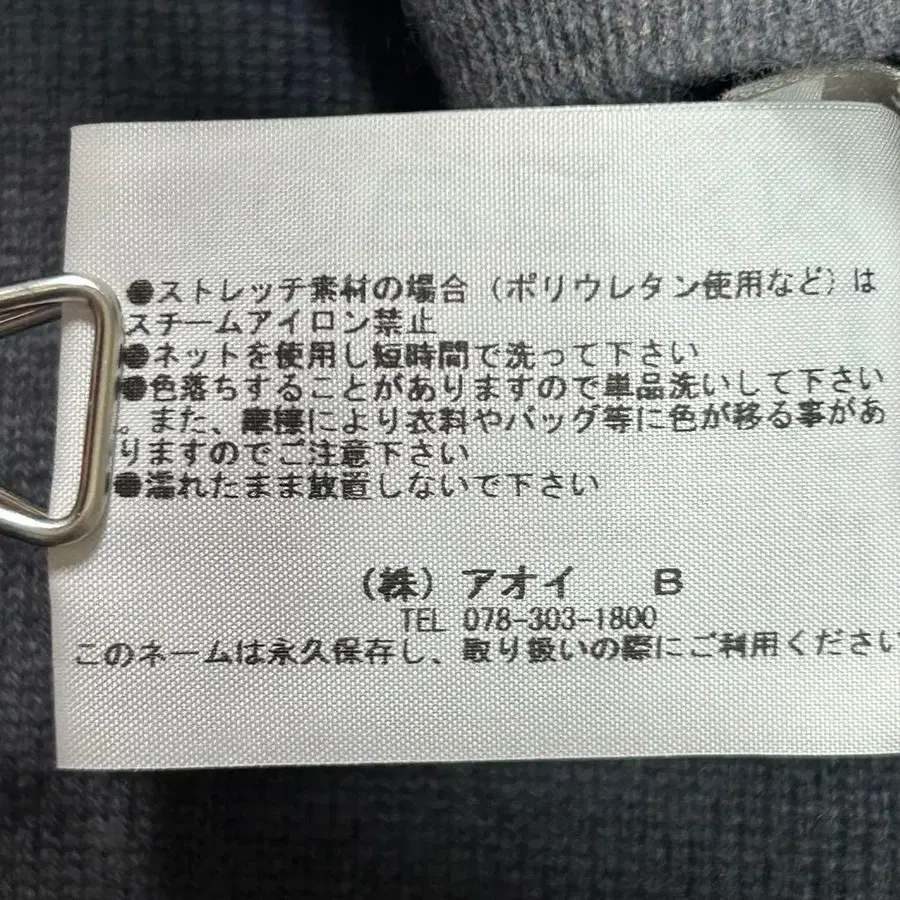 ●ストレッチ素材の場合（ポリウレタン使用など）は
スチームアイロン禁止
●ネットを使用し短時間で洗って下さい
●色落ちすることがありますので単品洗いして下さい
。また、摩擦により衣料やバッグ等に色が移る事があ
りますのでご注意下さい
●濡れたまま放置しないで下さい
（株）アオイ　B
TEL 078-303-1800
このネームは永久保存し、取り扱いの際にご利用ください